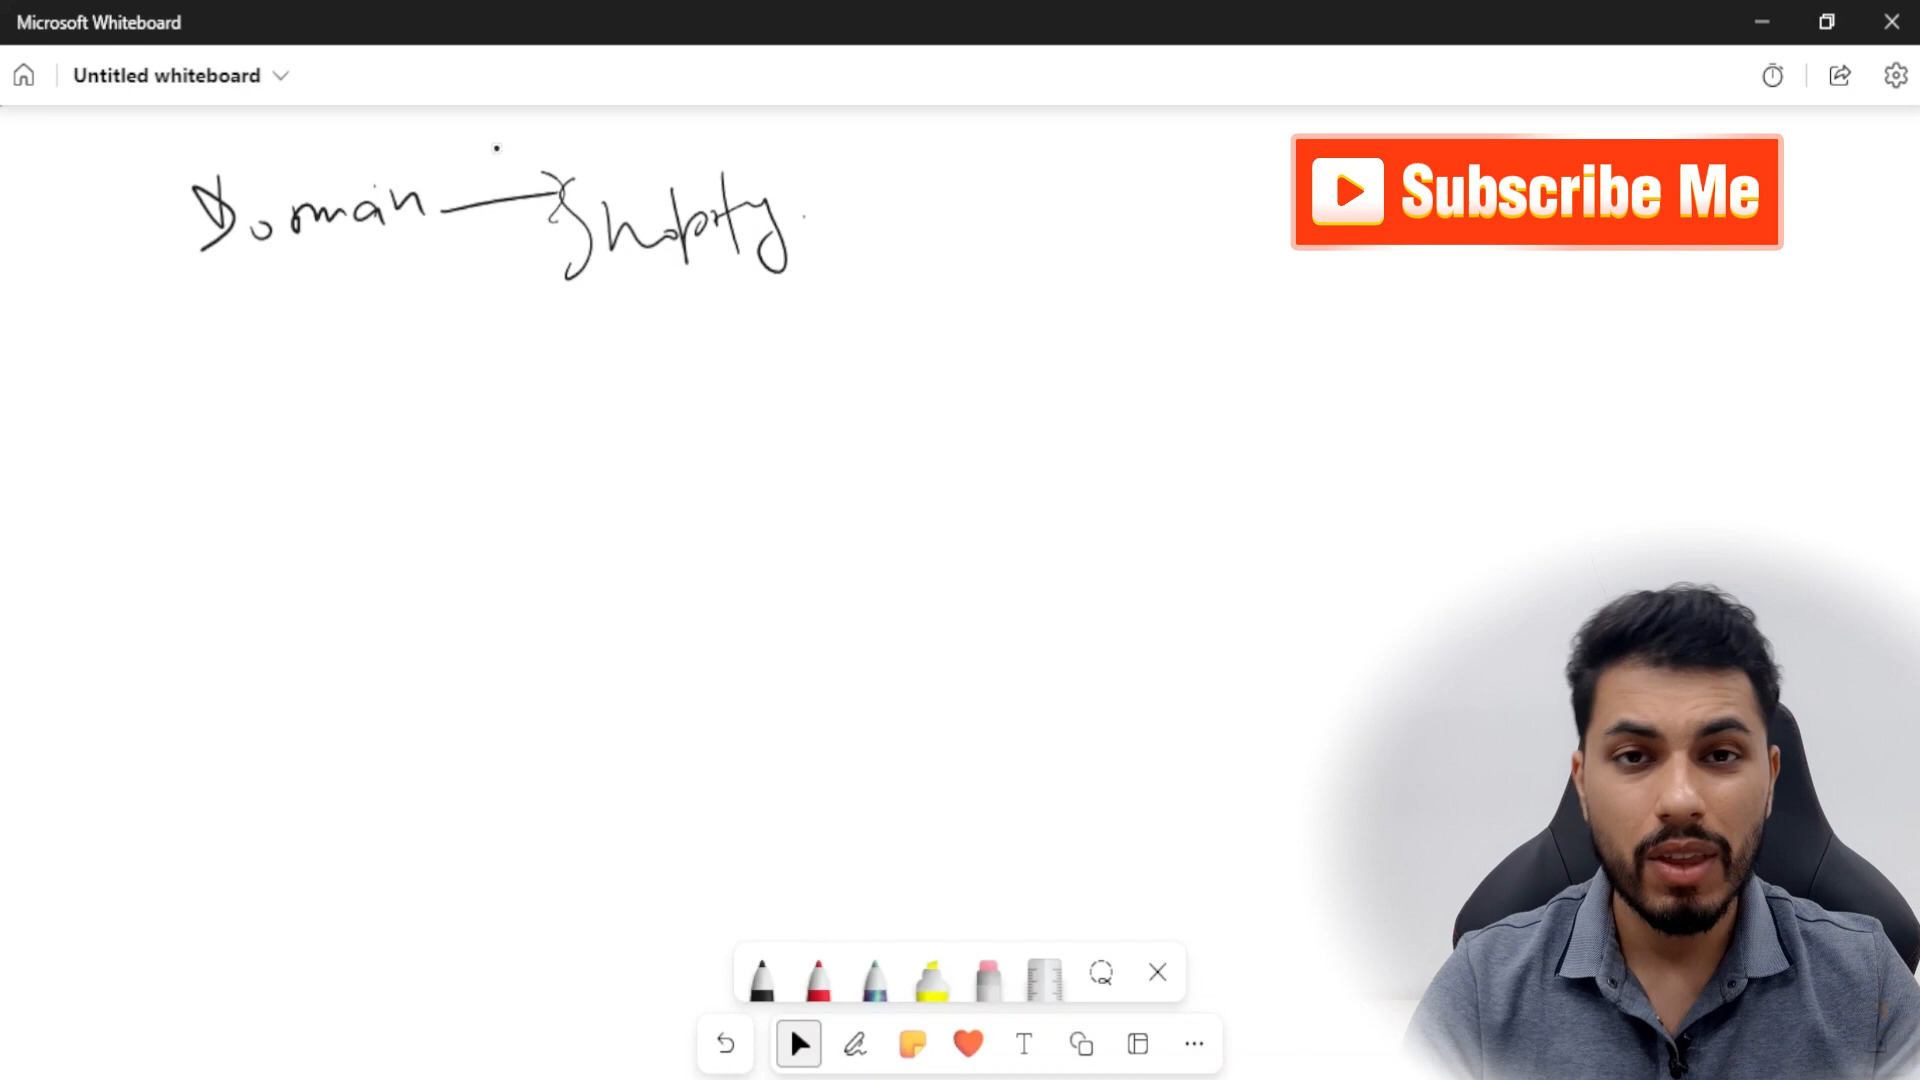 Microsoft Whiteboard
Untitled whiteboard
Domain → Shopify
Subscribe Me